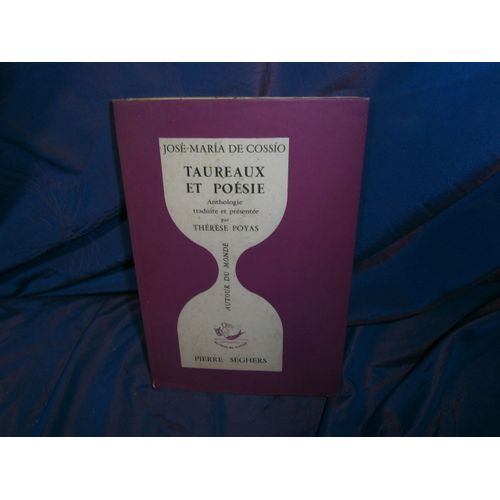 JOSÉ-MARÍA DE COSSÍO
TAUREAUX
ET POÉSIE
Anthologie
traduite et présentée
par
THÉRÈSE POYAS
AUTOUR DU MONDE
PIERRE SEGHERS